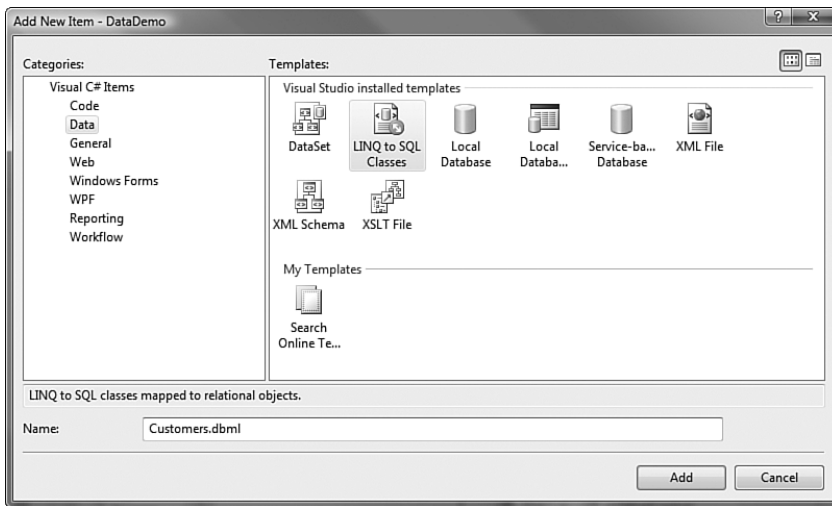 Add New Item - DataDemo
Categories:
Templates:
Visual C# Items
Code
Data
General
Web
Windows Forms
WPF
Reporting
Workflow
Visual Studio installed templates
DataSet
LINQ to SQL
Classes
Local
Database
Local
Databa...
Service-ba...
Database
XML File
XML Schema
XSLT File
My Templates
Search
Online Te...
LINQ to SQL classes mapped to relational objects.
Name:
Customers.dbml
Add
Cancel